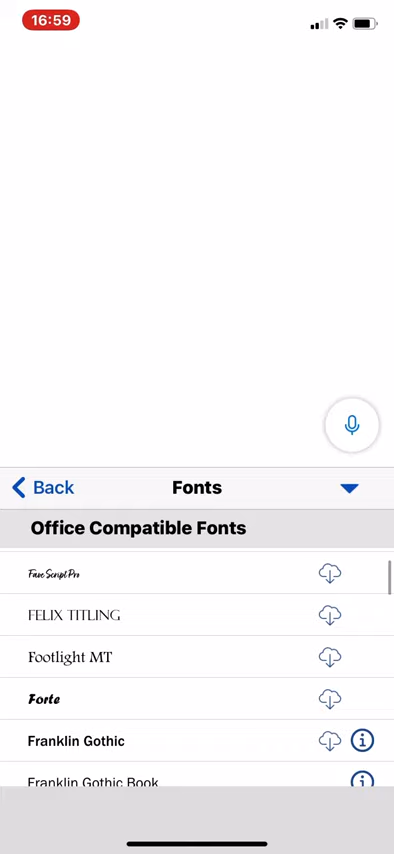 16:59
Back
Fonts
Office Compatible Fonts
Fave Script Pro
FELIX TITLING
Footlight MT
Forte
Franklin Gothic
Franklin Gothic Book